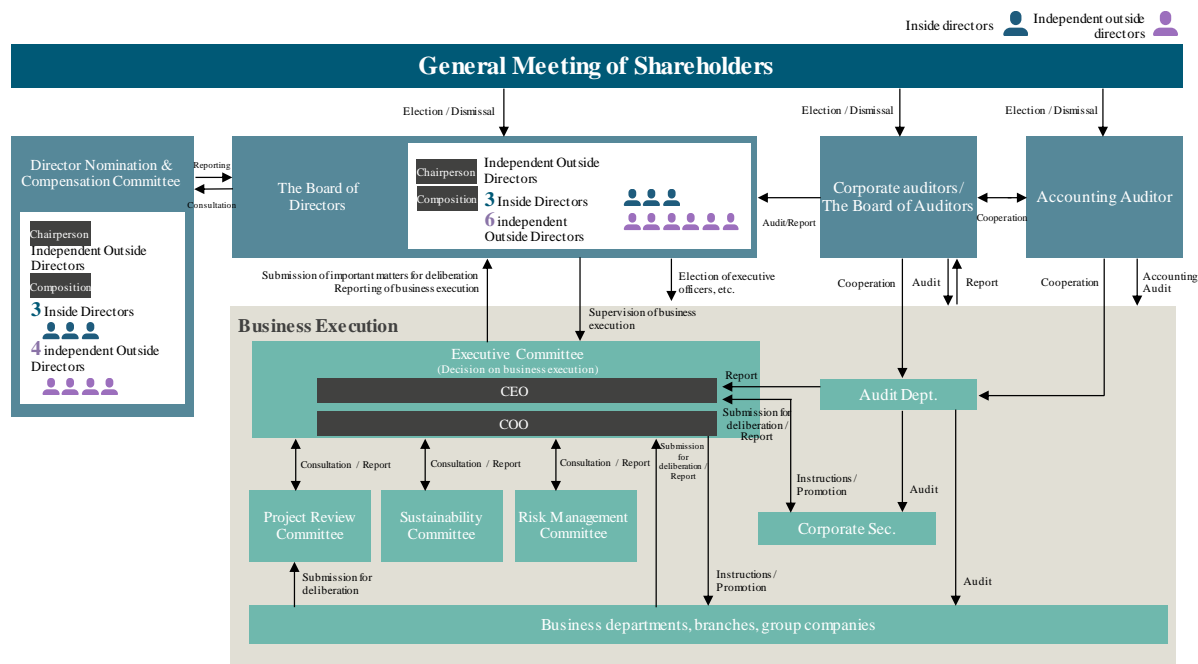 Inside directors
Independent outside
directors
General Meeting of Shareholders
Election / Dismissal
Election / Dismissal
Election / Dismissal
Director Nomination &
Compensation Committee
Chairperson
Independent Outside
Directors
Composition
3 Inside Directors
4 independent Outside
Directors
Reporting
Consultation
The Board of
Directors
Chairperson
Independent Outside
Directors
Composition
3 Inside Directors
6 independent
Outside Directors
Audit/Report
Corporate auditors/
The Board of Auditors
Cooperation
Accounting Auditor
Submission of important matters for deliberation
Reporting of business execution
Supervision of business
execution
Election of executive
officers, etc.
Cooperation
Audit
Report
Cooperation
Accounting
Audit
Business Execution
Executive Committee
(Decision on business execution)
CEO
COO
Report
Submission for
deliberation /
Report
Audit Dept.
Consultation / Report
Consultation / Report
Consultation / Report
Submission
for
deliberation /
Report
Instructions /
Promotion
Audit
Project Review
Committee
Sustainability
Committee
Risk Management
Committee
Corporate Sec.
Submission for
deliberation
Instructions /
Promotion
Audit
Business departments, branches, group companies